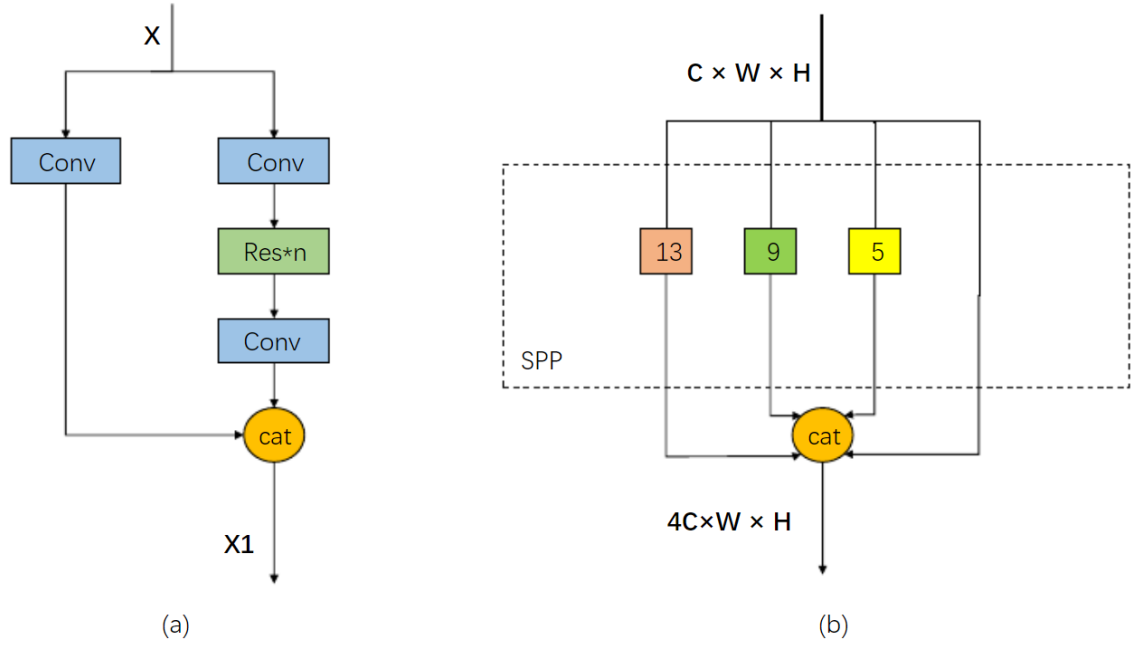 X
Conv
Conv
Res*n
Conv
cat
X1
(a)
C × W × H
13
9
5
SPP
cat
4C×W × H
(b)